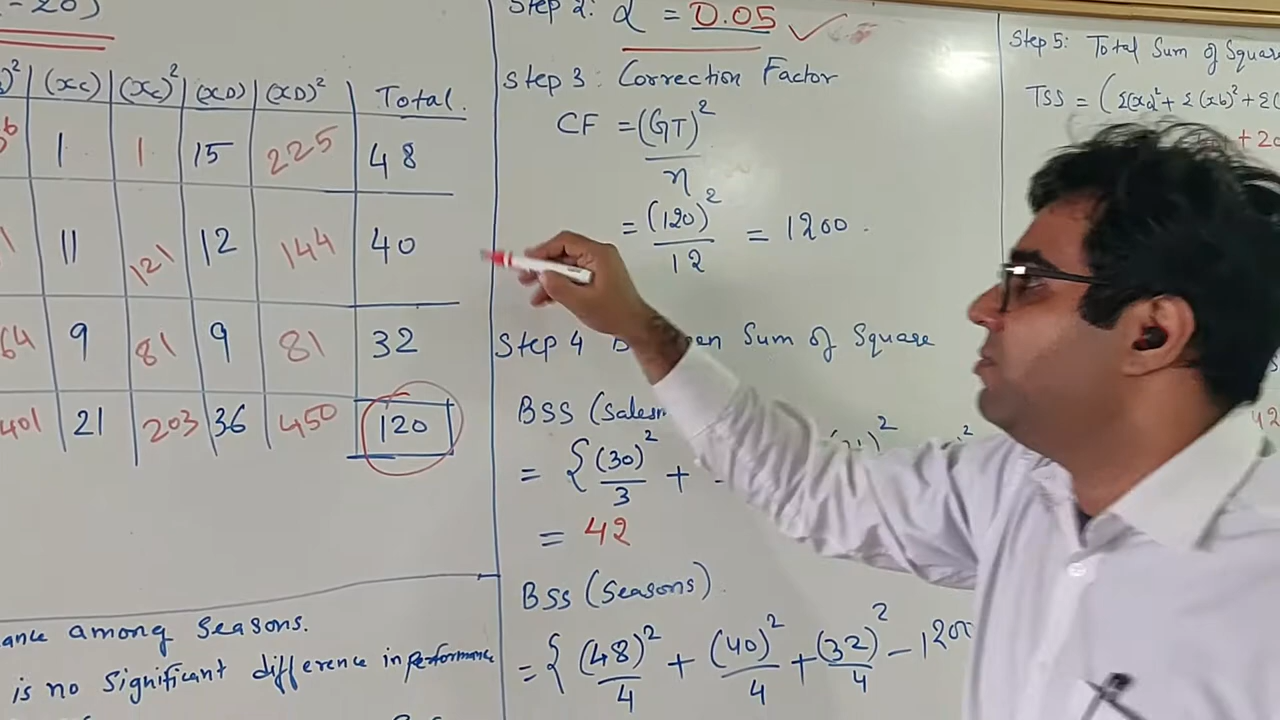 - 20)
)² (xc) (xc)² (xD) (xD)² Total.
1 1 15 225 48
11 121 12 144 40
64 9 81 9 81 32
401 21 203 36 450 120
ance among Seasons.
is no Significant difference in performance
Step 2: α = 0.05
Step 3: Correction Factor
CF = (GT)²
n
= (120)² = 1200.
12
Step 4 Sum of Square
BSS (Sales
= { (30)² +
3
= 42
BSS (Seasons)
= { (48)² + (40)² + (32)² - 1200
4 4 4
Step 5: Total Sum of Square
TSS = (Σ(xa)² + Σ(xb)² + Σ(
+ 20
42